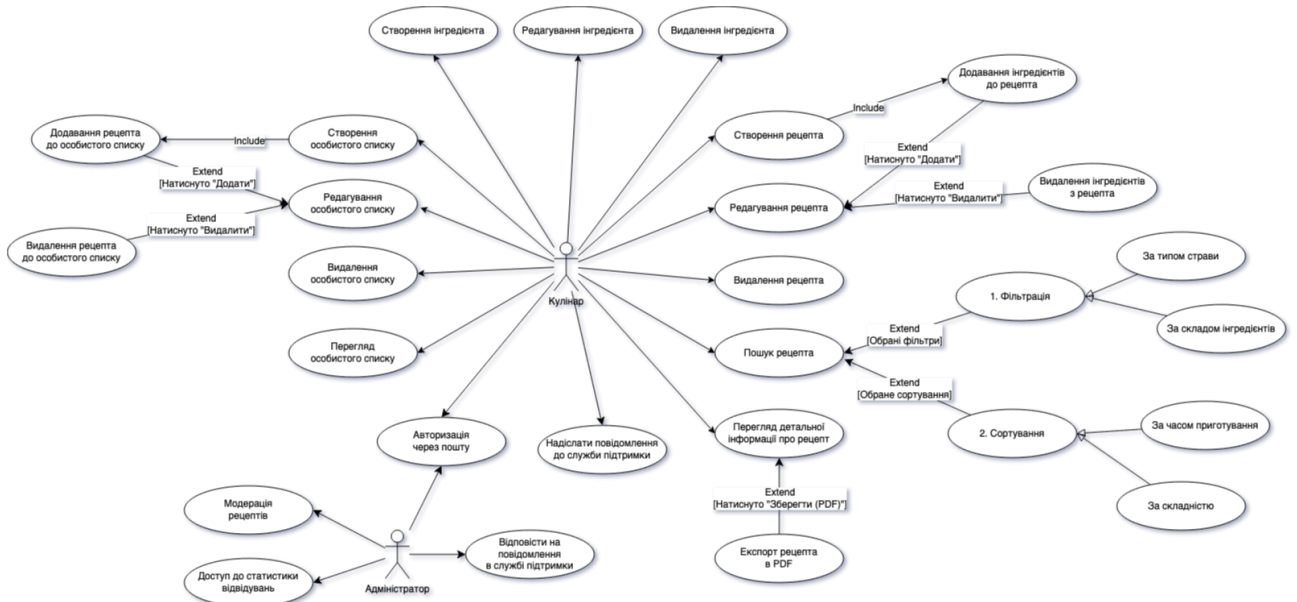 Створення інгредієнта
Редагування інгредієнта
Видалення інгредієнта
Додавання інгредієнтів
до рецепта
Include
Створення рецепта
Extend
[Натиснуто "Додати"]
Редагування рецепта
Extend
[Натиснуто "Видалити"]
Видалення інгредієнтів
з рецепта
Додавання рецепта
до особистого списку
Include
Створення
особистого списку
Extend
[Натиснуто "Додати"]
Редагування
особистого списку
Extend
[Натиснуто "Видалити"]
Видалення рецепта
до особистого списку
Видалення
особистого списку
Кулінар
Видалення рецепта
За типом страви
1. Фільтрація
За складом інгредієнтів
Extend
[Обрані фільтри]
Перегляд
особистого списку
Пошук рецепта
Extend
[Обране сортування]
2. Сортування
За часом приготування
За складністю
Авторизація
через пошту
Надіслати повідомлення
до служби підтримки
Перегляд детальної
інформації про рецепт
Extend
[Натиснуто "Зберегти (PDF)"]
Експорт рецепта
в PDF
Модерація
рецептів
Відповісти на
повідомлення
в службі підтримки
Доступ до статистики
відвідувань
Адміністратор